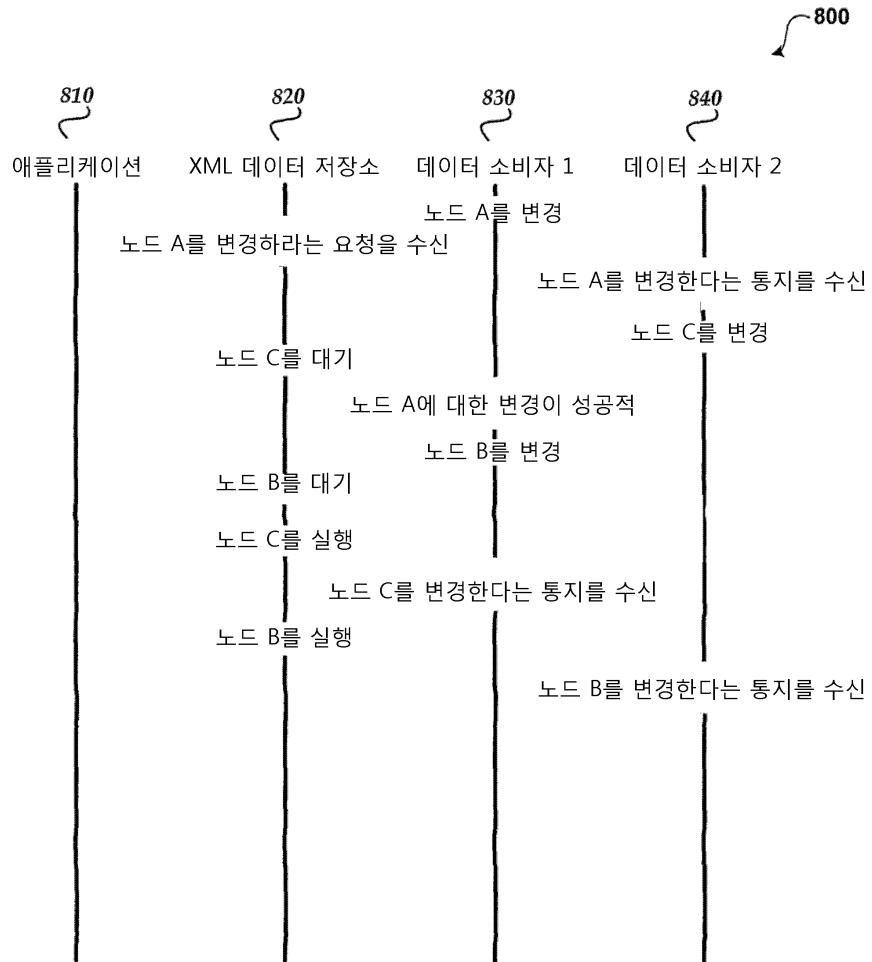 800
810 820 830 840
애플리케이션 XML 데이터 저장소 데이터 소비자 1 데이터 소비자 2
노드 A를 변경
노드 A를 변경하라는 요청을 수신
노드 A를 변경한다는 통지를 수신
노드 C를 변경
노드 C를 대기
노드 A에 대한 변경이 성공적
노드 B를 변경
노드 B를 대기
노드 C를 실행
노드 C를 변경한다는 통지를 수신
노드 B를 실행
노드 B를 변경한다는 통지를 수신